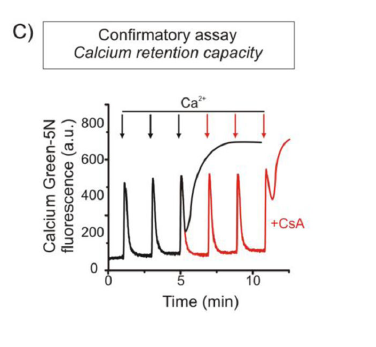 C)
Confirmatory assay
Calcium retention capacity
Ca²⁺
Calcium Green-5N
fluorescence (a.u.)
800
600
400
200
0
+CsA
0
5
10
Time (min)